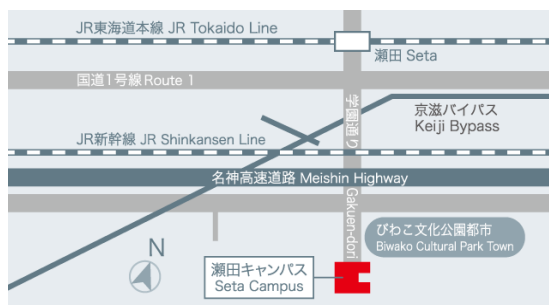 JR東海道本線 JR Tokaido Line
瀬田 Seta
国道1号線 Route 1
学園通り
京滋バイパス
Keiji Bypass
JR新幹線 JR Shinkansen Line
名神高速道路 Meishin Highway
Gakuen-dori
びわこ文化公園都市
Biwako Cultural Park Town
N
瀬田キャンパス
Seta Campus